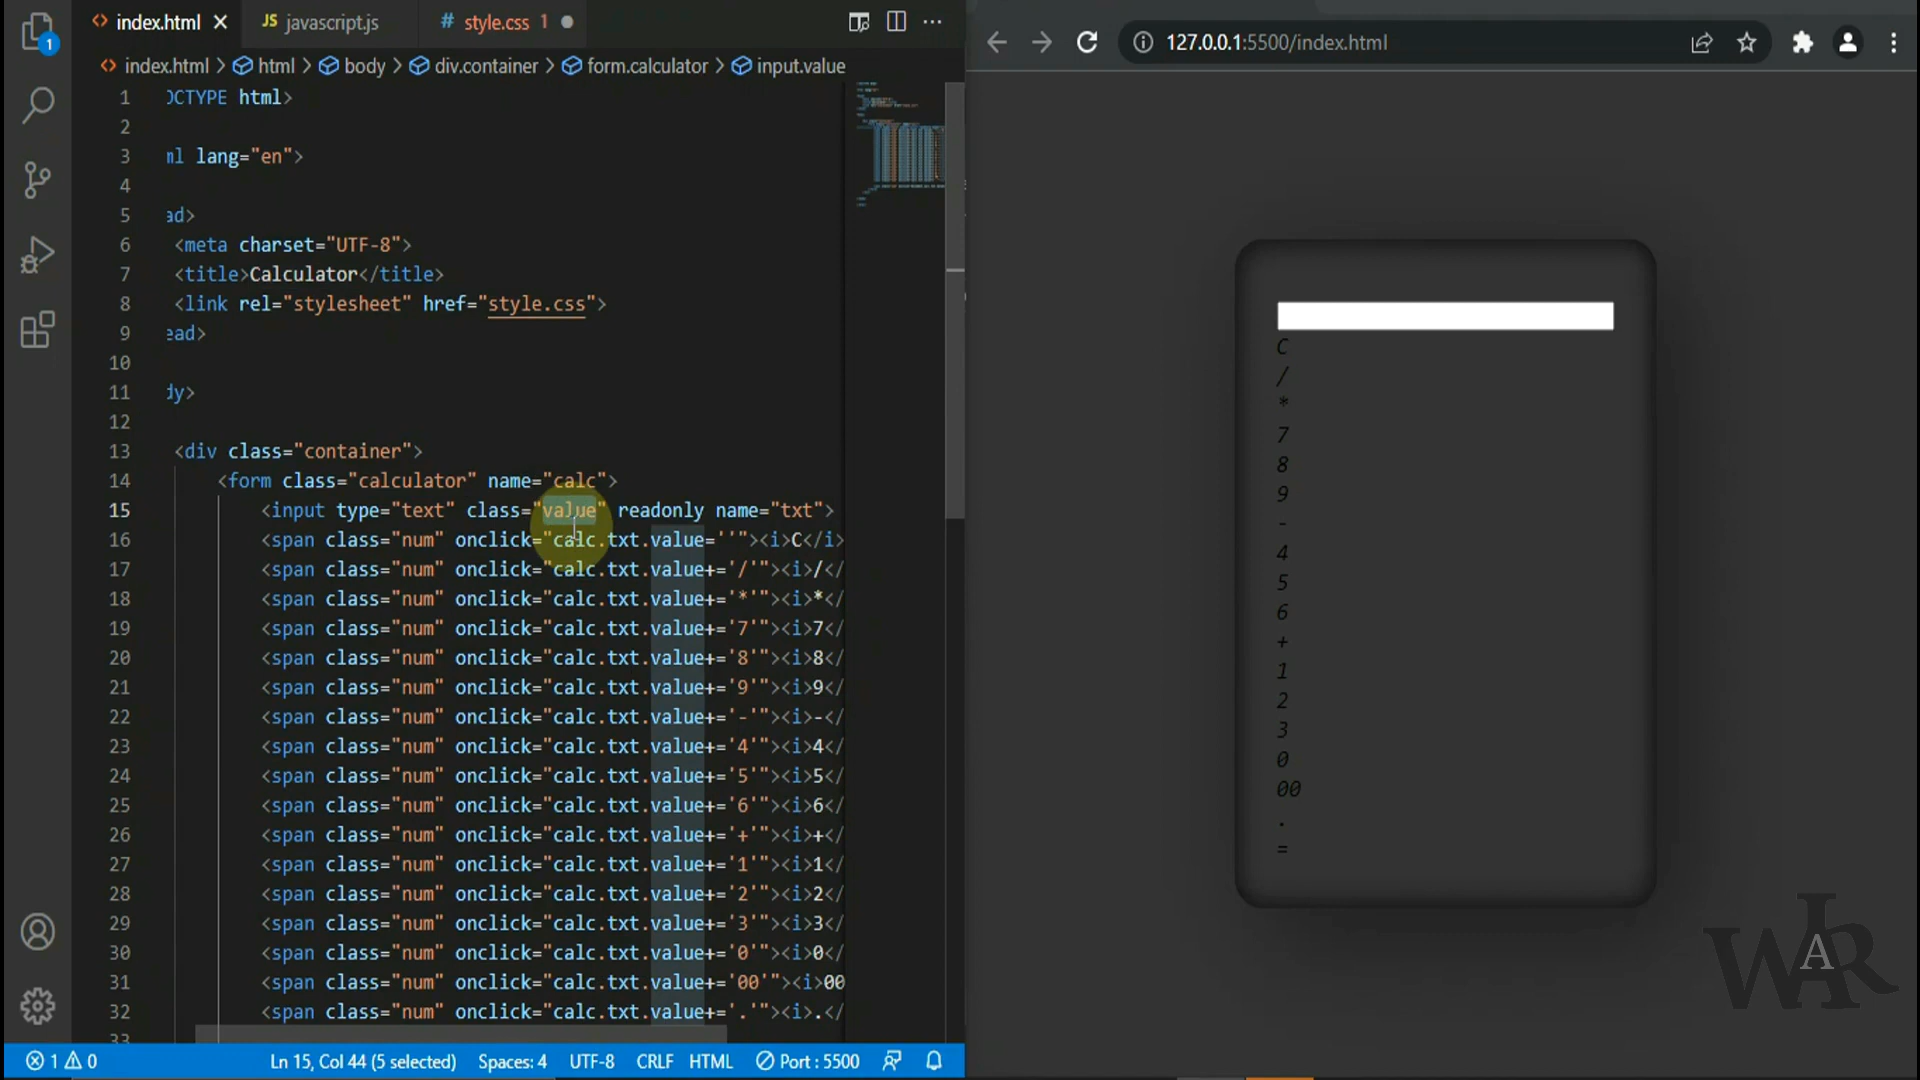 index.html
JS javascript.js
# style.css 1
index.html > html > body > div.container > form.calculator > input.value
1 OCTYPE html>
2
3 ml lang="en">
4
5 ad>
6 <meta charset="UTF-8">
7 <title>Calculator</title>
8 <link rel="stylesheet" href="style.css">
9 ead>
10
11 dy>
12
13 <div class="container">
14 <form class="calculator" name="calc">
15 <input type="text" class="value" readonly name="txt">
16 <span class="num" onclick="calc.txt.value=''"><i>C</i>
17 <span class="num" onclick="calc.txt.value+='/'"><i>/</
18 <span class="num" onclick="calc.txt.value+='*'"><i>*</
19 <span class="num" onclick="calc.txt.value+='7'"><i>7</
20 <span class="num" onclick="calc.txt.value+='8'"><i>8</
21 <span class="num" onclick="calc.txt.value+='9'"><i>9</
22 <span class="num" onclick="calc.txt.value+='-'"><i>-</
23 <span class="num" onclick="calc.txt.value+='4'"><i>4</
24 <span class="num" onclick="calc.txt.value+='5'"><i>5</
25 <span class="num" onclick="calc.txt.value+='6'"><i>6</
26 <span class="num" onclick="calc.txt.value+='+'"><i>+</
27 <span class="num" onclick="calc.txt.value+='1'"><i>1</
28 <span class="num" onclick="calc.txt.value+='2'"><i>2</
29 <span class="num" onclick="calc.txt.value+='3'"><i>3</
30 <span class="num" onclick="calc.txt.value+='0'"><i>0</
31 <span class="num" onclick="calc.txt.value+='00'"><i>00
32 <span class="num" onclick="calc.txt.value+='.'"><i>.</
33
1
1 0 Ln 15, Col 44 (5 selected) Spaces: 4 UTF-8 CRLF HTML Port : 5500
127.0.0.1:5500/index.html
C
/
*
7
8
9
-
4
5
6
+
1
2
3
0
00
.
=